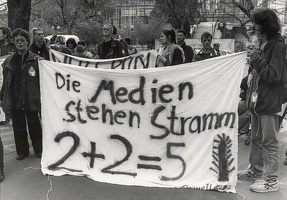 Die Medien
stehen Stramm
2+2=5